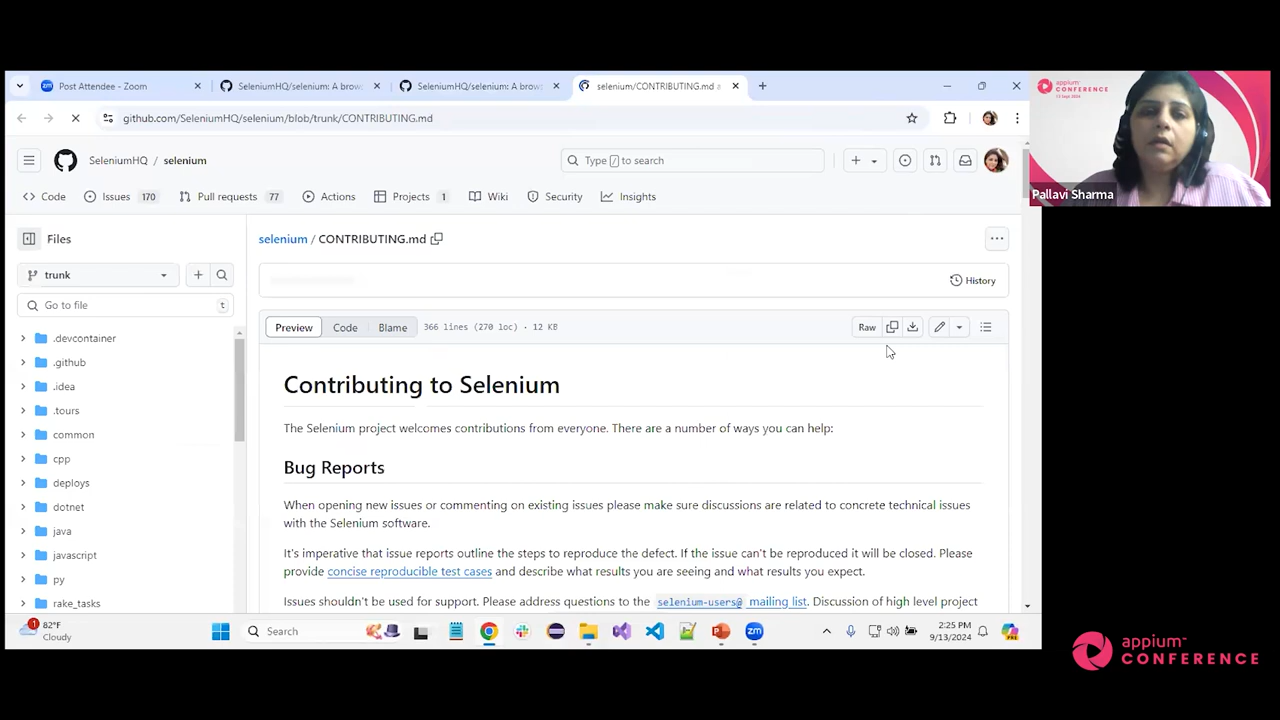 Post Attendee - Zoom
SeleniumHQ/selenium: A brows
SeleniumHQ/selenium: A brows
selenium/CONTRIBUTING.md a
github.com/SeleniumHQ/selenium/blob/trunk/CONTRIBUTING.md
SeleniumHQ / selenium
Type / to search
Code
Issues 170
Pull requests 77
Actions
Projects 1
Wiki
Security
Insights
Files
trunk
Go to file t
.devcontainer
.github
.idea
.tours
common
cpp
deploys
dotnet
java
javascript
py
rake_tasks
selenium / CONTRIBUTING.md
History
Preview Code Blame 366 lines (270 loc) · 12 KB
Raw
Contributing to Selenium
The Selenium project welcomes contributions from everyone. There are a number of ways you can help:
Bug Reports
When opening new issues or commenting on existing issues please make sure discussions are related to concrete technical issues
with the Selenium software.
It's imperative that issue reports outline the steps to reproduce the defect. If the issue can't be reproduced it will be closed. Please
provide concise reproducible test cases and describe what results you are seeing and what results you expect.
Issues shouldn't be used for support. Please address questions to the selenium-users@ mailing list. Discussion of high level project
1
82°F
Cloudy
Search
2:25 PM
9/13/2024
appium
CONFERENCE
Pallavi Sharma
appium™
CONFERENCE